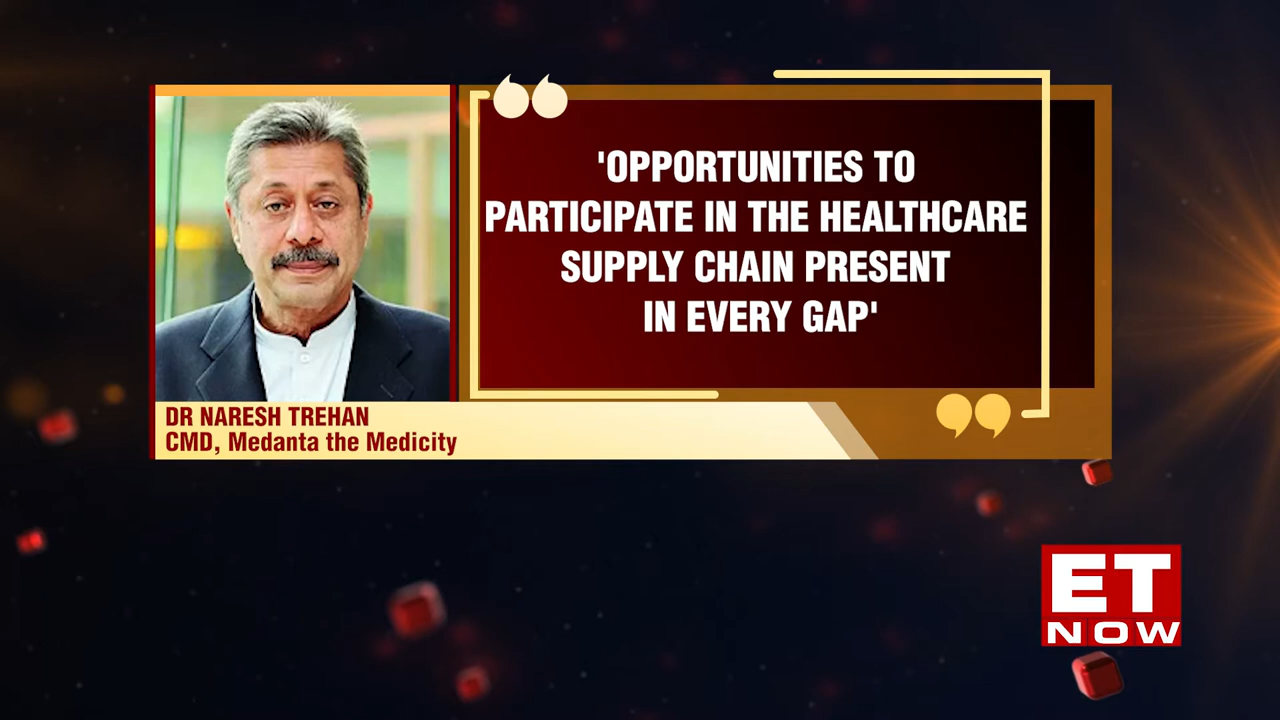 'OPPORTUNITIES TO
PARTICIPATE IN THE HEALTHCARE
SUPPLY CHAIN PRESENT
IN EVERY GAP'
DR NARESH TREHAN
CMD, Medanta the Medicity
ET
NOW